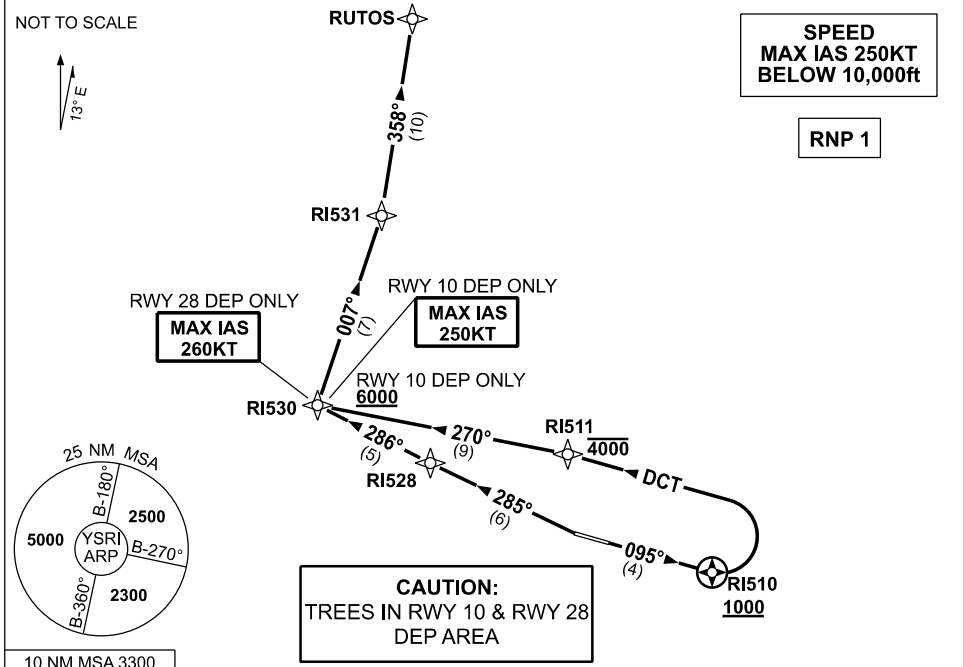 NOT TO SCALE
13° E
RUTOS
SPEED
MAX IAS 250KT
BELOW 10,000ft
RNP 1
358°
(10)
RI531
RWY 28 DEP ONLY
MAX IAS
260KT
007°
(7)
RWY 10 DEP ONLY
MAX IAS
250KT
RWY 10 DEP ONLY
6000
RI530
286°
(5)
270°
(9)
RI511
4000
RI528
DCT
285°
(6)
095°
(4)
RI510
1000
25 NM MSA
B-180°
2500
5000
YSRI
ARP
B-270°
B-360°
2300
10 NM MSA 3300
CAUTION:
TREES IN RWY 10 & RWY 28
DEP AREA